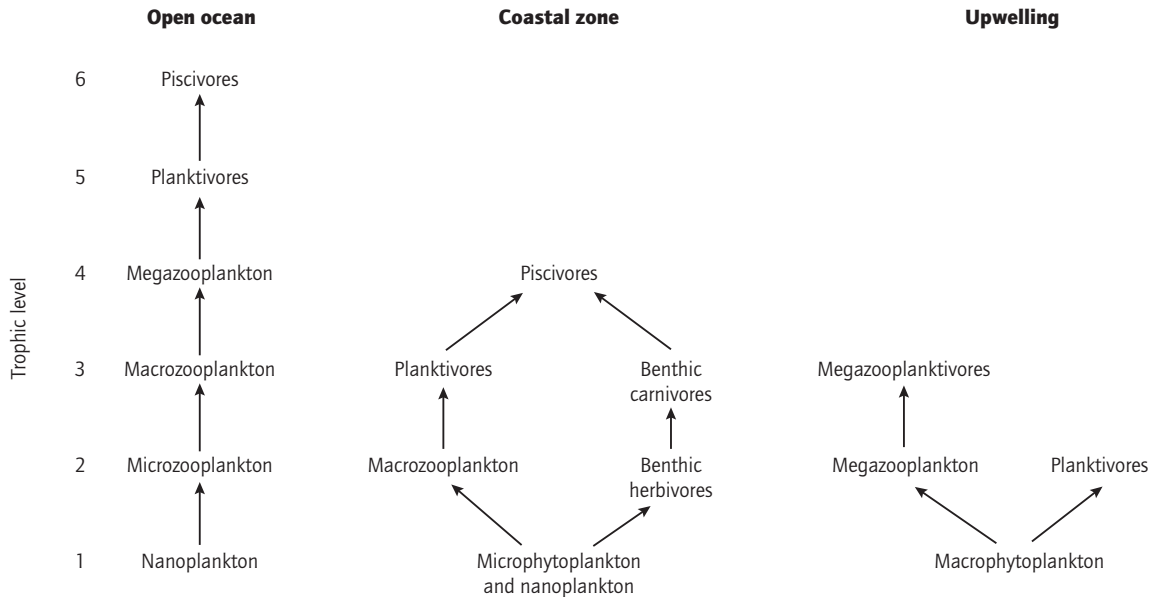 Open ocean
Coastal zone
Upwelling
Trophic level
6
Piscivores
5
Planktivores
4
Megazooplankton
Piscivores
3
Macrozooplankton
Planktivores
Benthic
carnivores
Megazooplanktivores
2
Microzooplankton
Macrozooplankton
Benthic
herbivores
Megazooplankton
Planktivores
1
Nanoplankton
Microphytoplankton
and nanoplankton
Macrophytoplankton